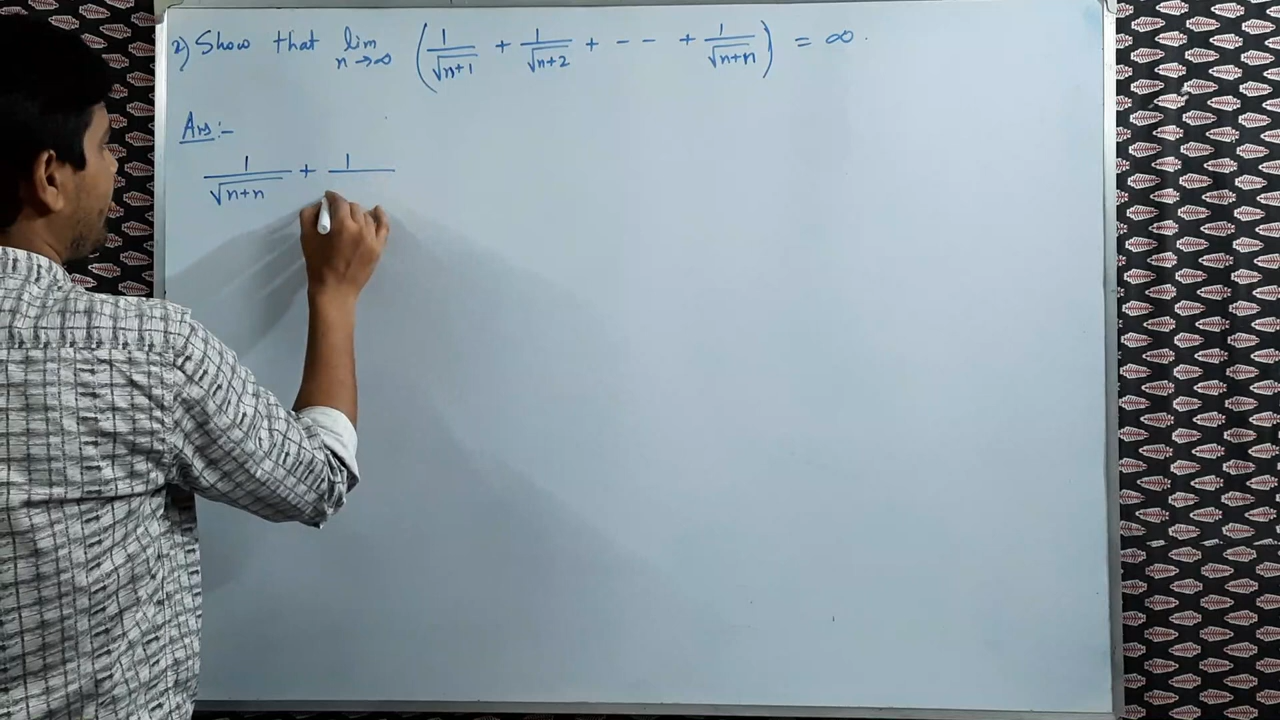 2) Show that lim n→∞ (1/√n+1 + 1/√n+2 + -- + 1/√n+n) = ∞.
Ans:-
1/√n+n + 1/